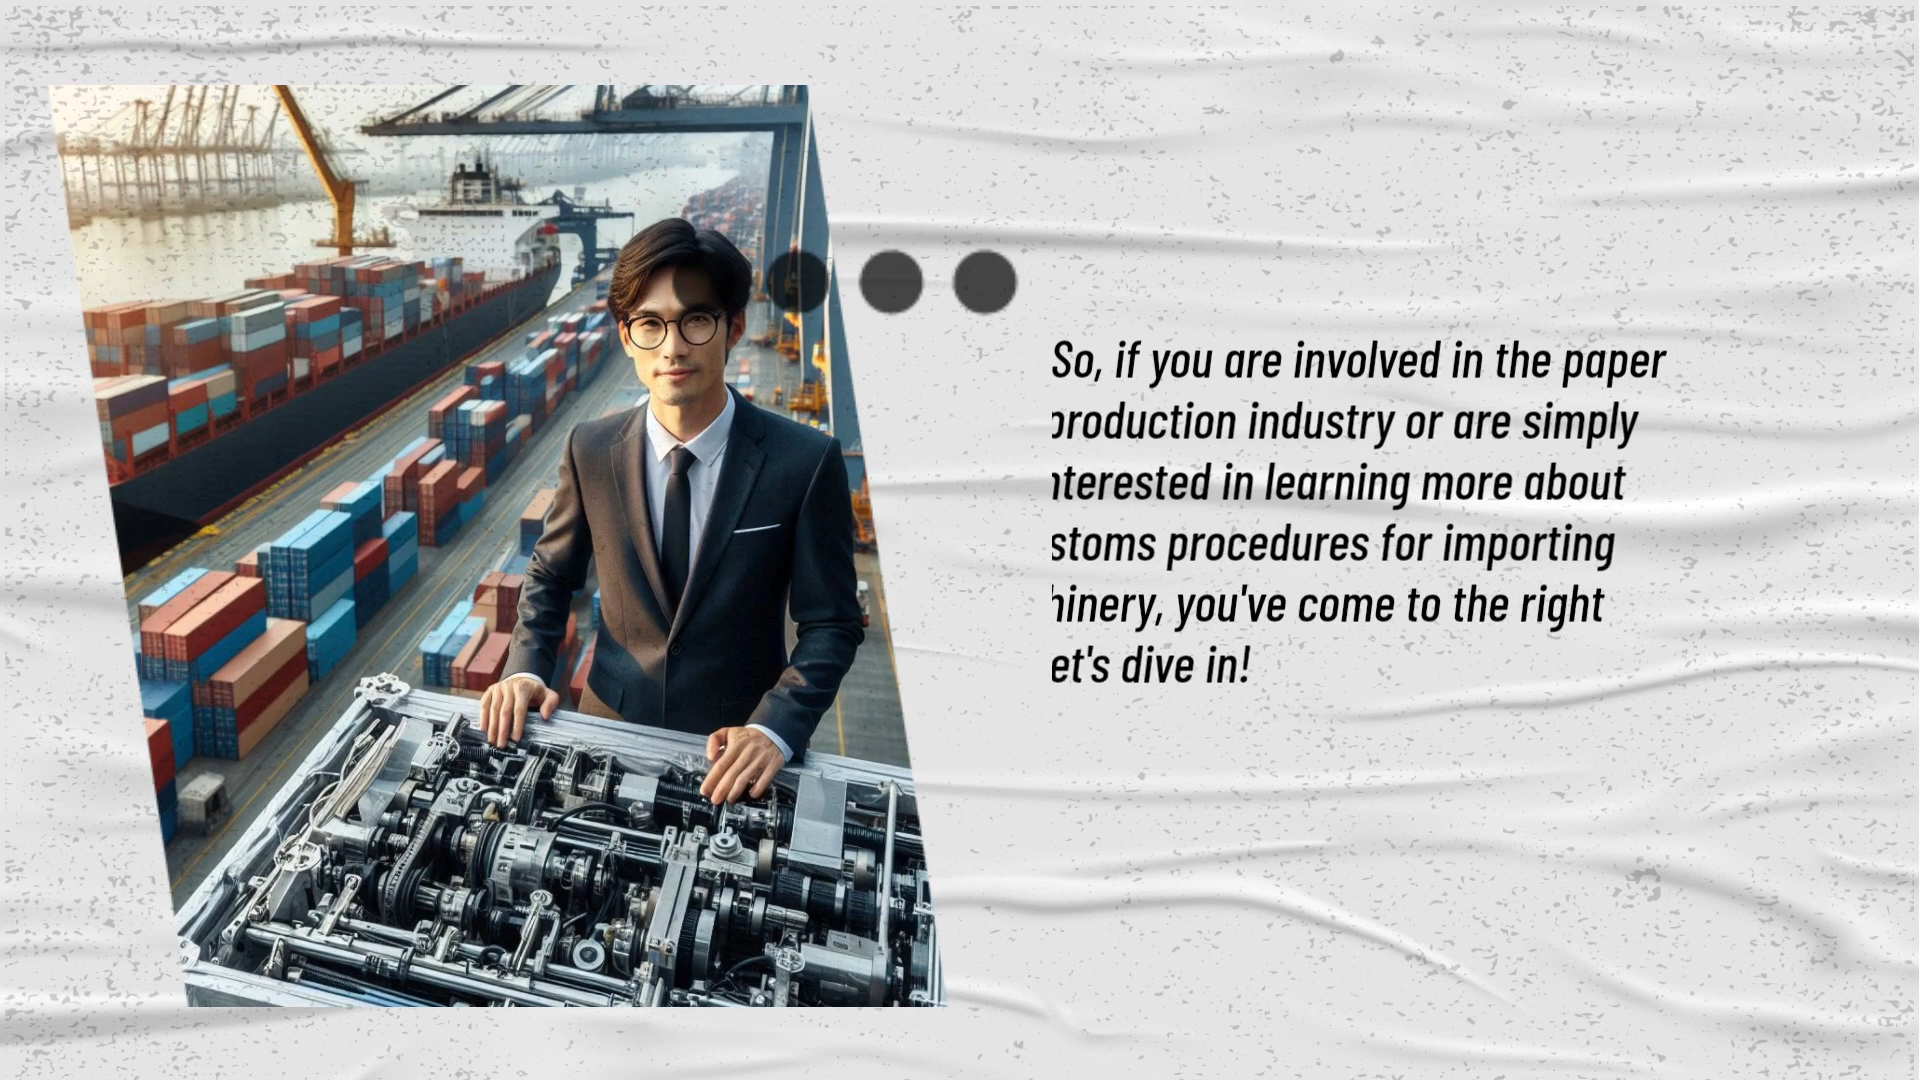 So, if you are involved in the paper
production industry or are simply
nterested in learning more about
stoms procedures for importing
hinery, you've come to the right
et's dive in!